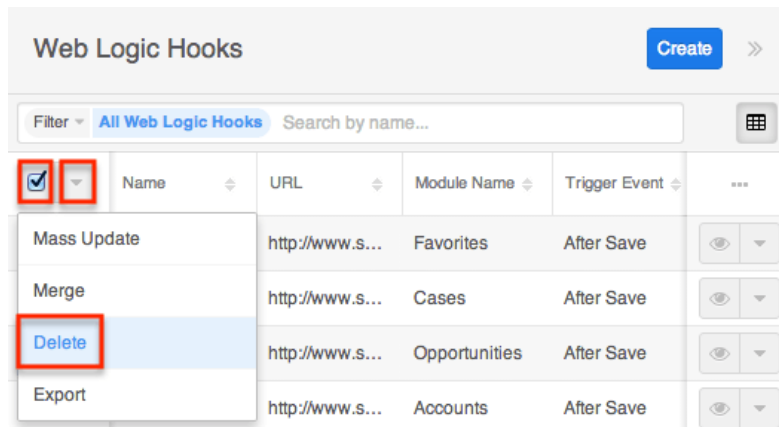 Web Logic Hooks
Create
Filter All Web Logic Hooks Search by name...
Name URL Module Name Trigger Event
Mass Update
http://www.s... Favorites After Save
Merge
http://www.s... Cases After Save
Delete
http://www.s... Opportunities After Save
Export
http://www.s... Accounts After Save